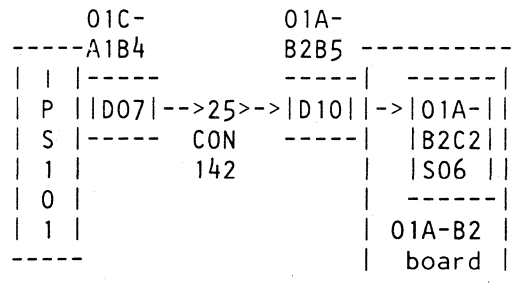 01C- 01A-
-----A1B4 B2B5 ----------
| I |----- -----| ------|
| P ||D07|-->25>->|D10||->|01A-||
| S |----- CON -----| |B2C2||
| 1 | 142 | |S06 ||
| 0 | | ------ |
| 1 | | 01A-B2 |
----- | board |